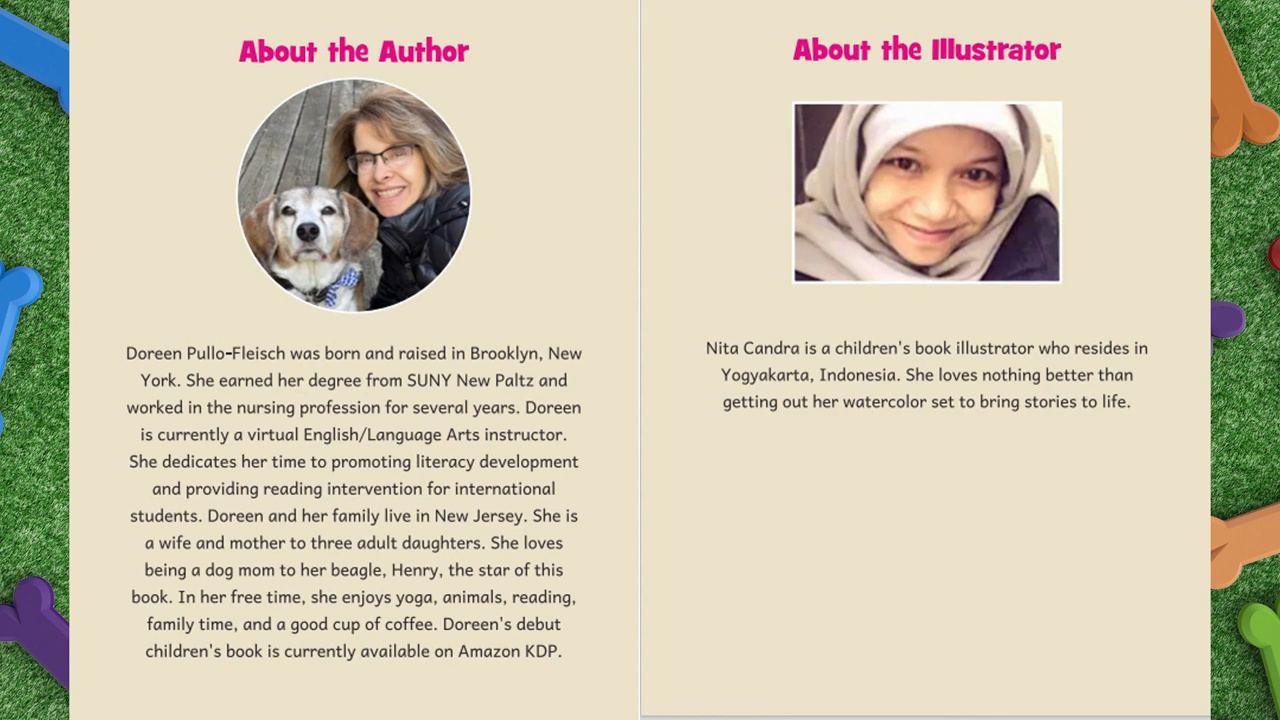 About the Author
Doreen Pullo-Fleisch was born and raised in Brooklyn, New
York. She earned her degree from SUNY New Paltz and
worked in the nursing profession for several years. Doreen
is currently a virtual English/Language Arts instructor.
She dedicates her time to promoting literacy development
and providing reading intervention for international
students. Doreen and her family live in New Jersey. She is
a wife and mother to three adult daughters. She loves
being a dog mom to her beagle, Henry, the star of this
book. In her free time, she enjoys yoga, animals, reading,
family time, and a good cup of coffee. Doreen's debut
children's book is currently available on Amazon KDP.
About the Illustrator
Nita Candra is a children's book illustrator who resides in
Yogyakarta, Indonesia. She loves nothing better than
getting out her watercolor set to bring stories to life.